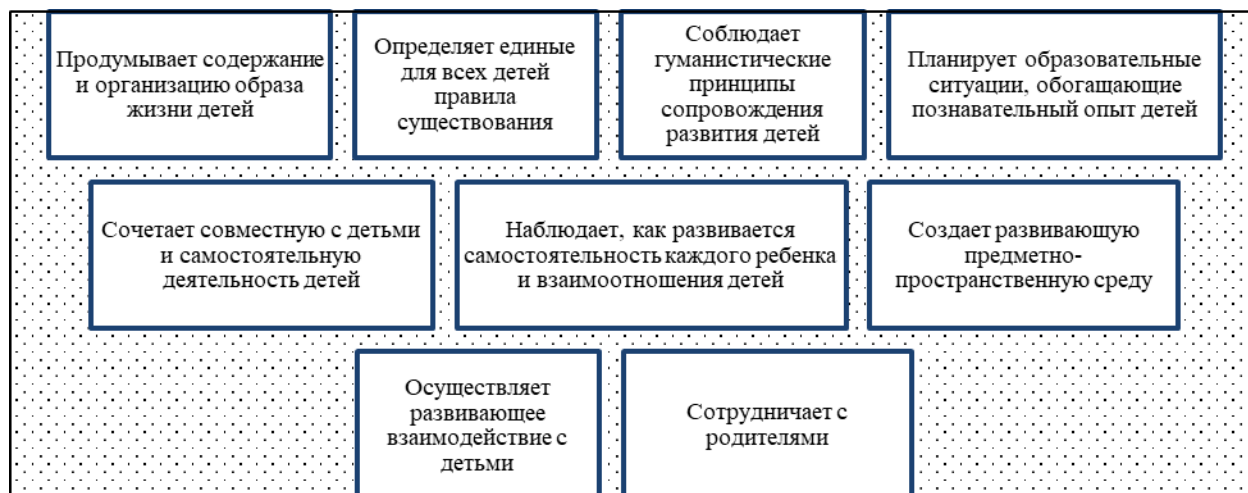 Продумывает содержание
и организацию образа
жизни детей
Определяет единые
для всех детей
правила
существования
Соблюдает
гуманистические
принципы
сопровождения
развития детей
Планирует образовательные
ситуации, обогащающие
познавательный опыт детей
Сочетает совместную с детьми
и самостоятельную
деятельность детей
Наблюдает, как развивается
самостоятельность каждого ребенка
и взаимоотношения детей
Создает развивающую
предметно-
пространственную среду
Осуществляет
развивающее
взаимодействие с
детьми
Сотрудничает с
родителями